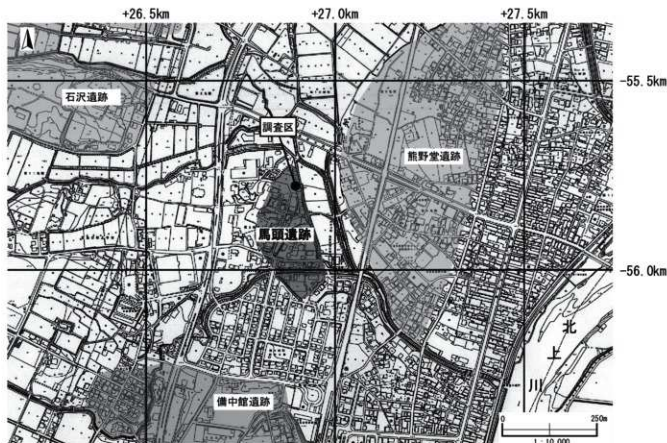 +26.5km
+27.0km
+27.5km
-55.5km
石沢遺跡
調査区
熊野堂遺跡
馬頭遺跡
-56.0km
北上川
備中館遺跡
0
250m
1:10,000